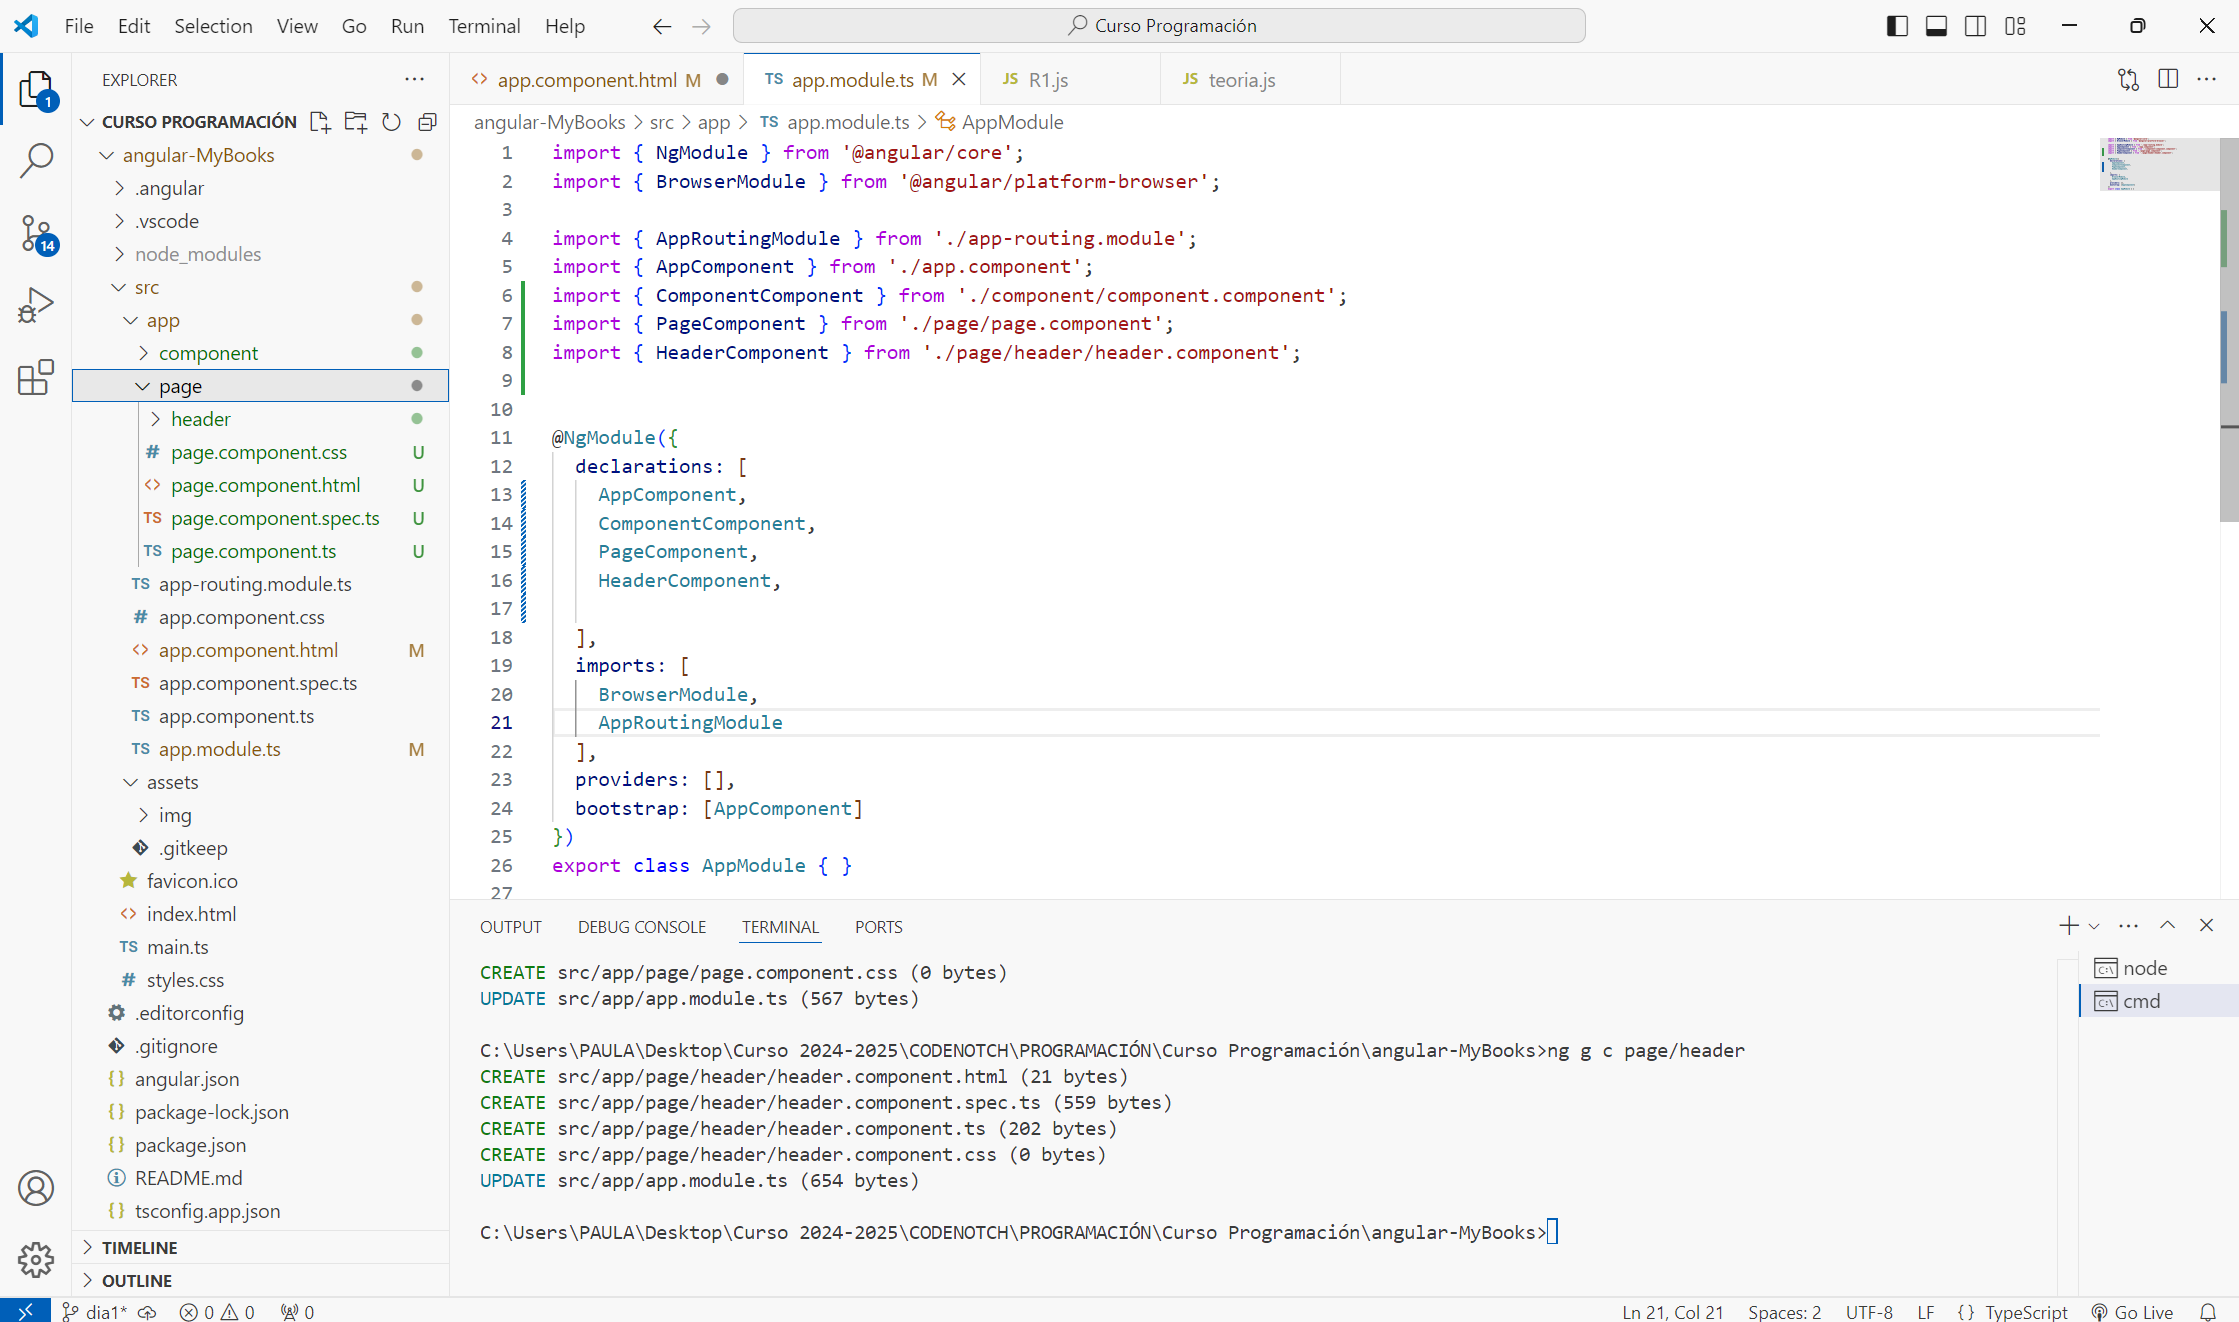 File Edit Selection View Go Run Terminal Help
Curso Programación
EXPLORER
CURSO PROGRAMACIÓN
angular-MyBooks
.angular
.vscode
node_modules
src
app
component
page
header
# page.component.css U
<> page.component.html U
TS page.component.spec.ts U
TS page.component.ts U
TS app-routing.module.ts
# app.component.css
<> app.component.html M
TS app.component.spec.ts
TS app.component.ts
TS app.module.ts M
assets
img
.gitkeep
favicon.ico
<> index.html
TS main.ts
# styles.css
.editorconfig
.gitignore
{} angular.json
{} package-lock.json
{} package.json
README.md
{} tsconfig.app.json
TIMELINE
OUTLINE
1
14
<> app.component.html M
TS app.module.ts M
JS R1.js
JS teoria.js
angular-MyBooks > src > app > TS app.module.ts > AppModule
1 import { NgModule } from '@angular/core';
2 import { BrowserModule } from '@angular/platform-browser';
3
4 import { AppRoutingModule } from './app-routing.module';
5 import { AppComponent } from './app.component';
6 import { ComponentComponent } from './component/component.component';
7 import { PageComponent } from './page/page.component';
8 import { HeaderComponent } from './page/header/header.component';
9
10
11 @NgModule({
12 declarations: [
13 AppComponent,
14 ComponentComponent,
15 PageComponent,
16 HeaderComponent,
17
18 ],
19 imports: [
20 BrowserModule,
21 AppRoutingModule
22 ],
23 providers: [],
24 bootstrap: [AppComponent]
25 })
26 export class AppModule { }
27
OUTPUT DEBUG CONSOLE TERMINAL PORTS
CREATE src/app/page/page.component.css (0 bytes)
UPDATE src/app/app.module.ts (567 bytes)
C:\Users\PAULA\Desktop\Curso 2024-2025\CODENOTCH\PROGRAMACIÓN\Curso Programación\angular-MyBooks>ng g c page/header
CREATE src/app/page/header/header.component.html (21 bytes)
CREATE src/app/page/header/header.component.spec.ts (559 bytes)
CREATE src/app/page/header/header.component.ts (202 bytes)
CREATE src/app/page/header/header.component.css (0 bytes)
UPDATE src/app/app.module.ts (654 bytes)
C:\Users\PAULA\Desktop\Curso 2024-2025\CODENOTCH\PROGRAMACIÓN\Curso Programación\angular-MyBooks>
node
cmd
dia1* 0 0 0
Ln 21, Col 21 Spaces: 2 UTF-8 LF {} TypeScript Go Live